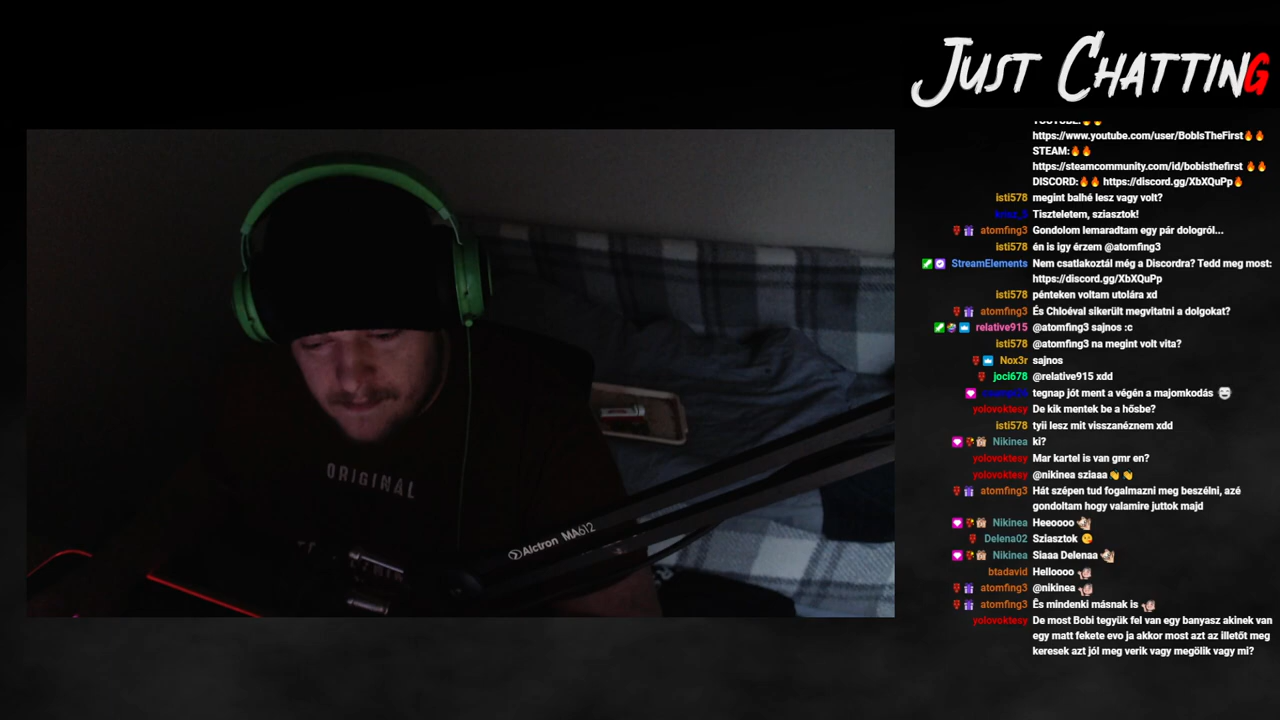 JUST CHATTING
https://www.youtube.com/user/BobIsTheFirst🔥🔥
STEAM:🔥🔥
https://steamcommunity.com/id/bobisthefirst 🔥🔥
DISCORD:🔥🔥 https://discord.gg/XbXQuPp🔥
isti578 megint balhé lesz vagy volt?
Tiszteletem, sziasztok!
atomfing3 Gondolom lemaradtam egy pár dologról...
isti578 én is igy érzem @atomfing3
StreamElements Nem csatlakoztál még a Discordra? Tedd meg most:
https://discord.gg/XbXQuPp
isti578 pénteken voltam utolára xd
atomfing3 És Chloéval sikerült megvitatni a dolgokat?
relative915 @atomfing3 sajnos :c
isti578 @atomfing3 na megint volt vita?
Nox3r sajnos
joci678 @relative915 xdd
tegnap jót ment a végén a majomkodás
yolovoktesy De kik mentek be a hősbe?
isti578 tyii lesz mit visszanéznem xdd
Nikinea ki?
yolovoktesy Mar kartel is van gmr en?
yolovoktesy @nikinea sziaaa👏 👏
atomfing3 Hát szépen tud fogalmazni meg beszélni, azé
gondoltam hogy valamire juttok majd
Nikinea Heeoooo
Delena02 Sziasztok 😘
Nikinea Siaaa Delenaa
btadavid Helloooo
atomfing3 @nikinea
atomfing3 Ês mindenki másnak is
yolovoktesy De most Bobi tegyük fel van egy banyasz akinek van
egy matt fekete evo ja akkor most azt az illetőt meg
keresek azt jól meg verik vagy megölik vagy mi?
ORIGINAL
Alctron MA612